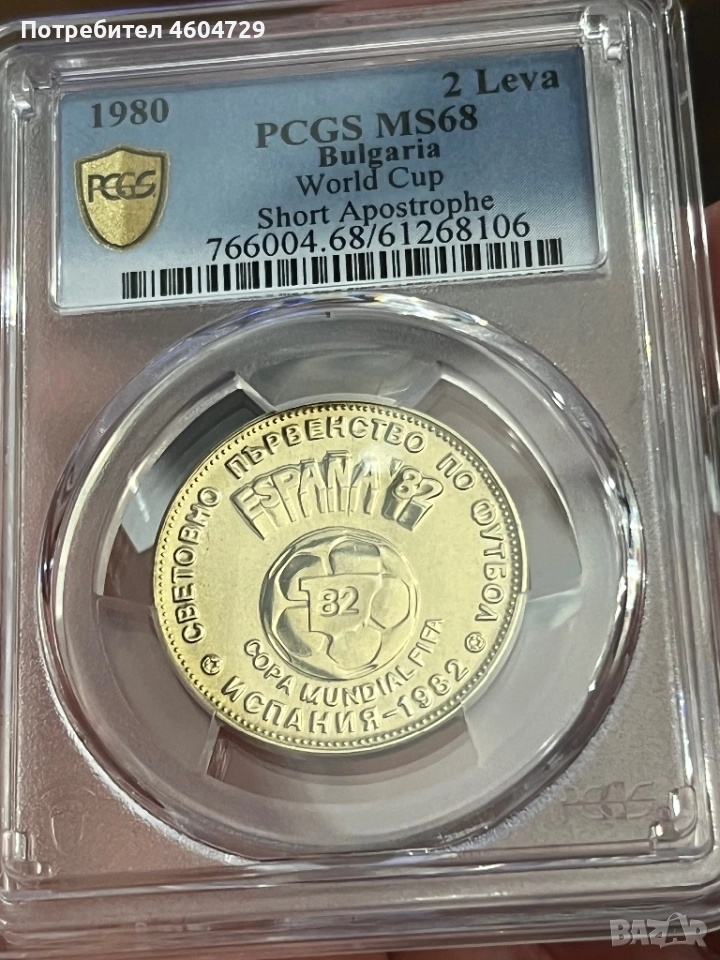 Потребител 4604729
1980
2 Leva
PCGS MS68
Bulgaria
World Cup
Short Apostrophe
766004.68/61268106
PCGS
СВЕТОВНО ПЪРВЕНСТВО ПО ФУТБОЛ
ESPAÑA '82
82
COPA MUNDIAL FIFA
ИСПАНИЯ-1982
PCGS
BAZAR